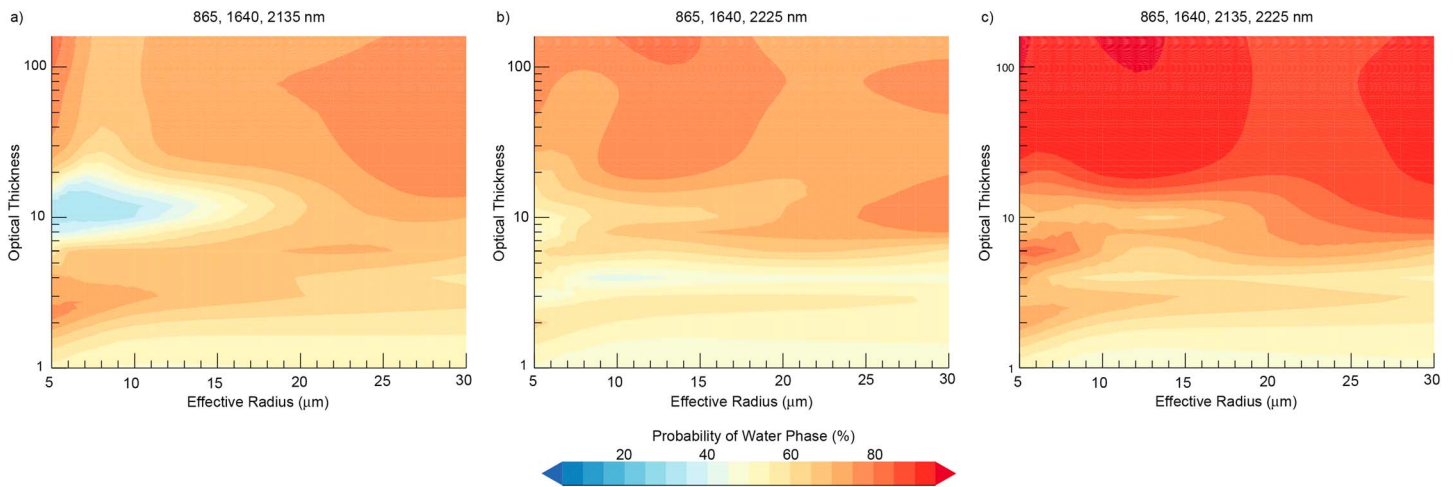 a) 865, 1640, 2135 nm
b) 865, 1640, 2225 nm
c) 865, 1640, 2135, 2225 nm
Optical Thickness
100
10
1
5 10 15 20 25 30
Effective Radius (μm)
Optical Thickness
100
10
1
5 10 15 20 25 30
Effective Radius (μm)
Optical Thickness
100
10
1
5 10 15 20 25 30
Effective Radius (μm)
Probability of Water Phase (%)
20 40 60 80